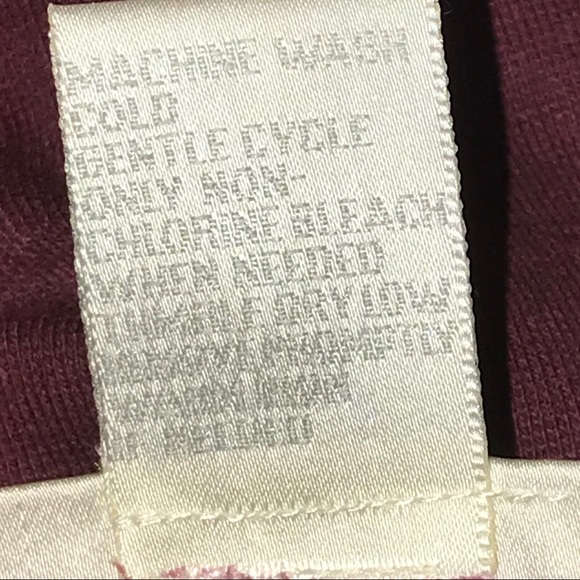 MACHINE WASH
COLD
GENTLE CYCLE
ONLY NON-
CHLORINE BLEACH
WHEN NEEDED
TUMBLE DRY LOW
REMOVE PROMPTLY
IRON
IF NEEDED